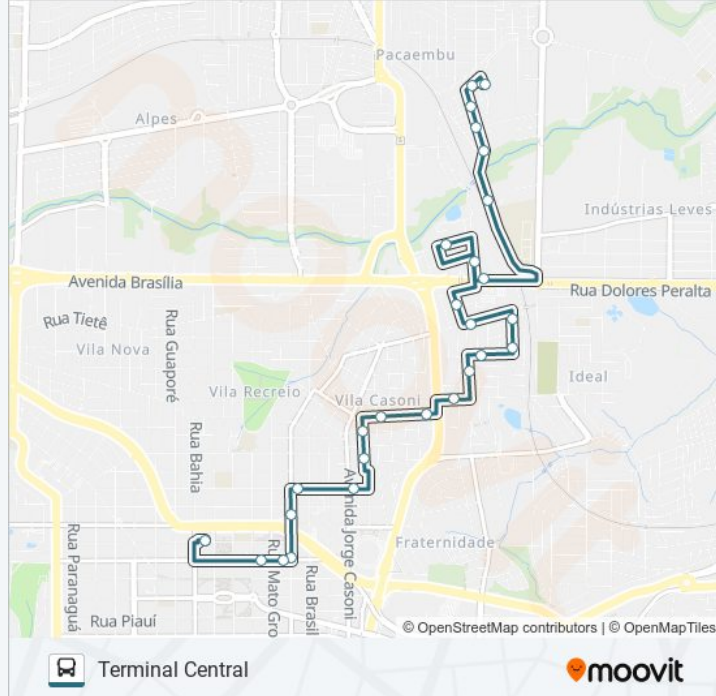 Pacaembu
Alpes
Indústrias Leves
Avenida Brasília
Rua Dolores Peralta
Rua Tietê
Vila Nova
Rua Guaporé
Ideal
Vila Recreio
Vila Casoni
Rua Bahia
Avenida Jorge Casoni
Fraternidade
Rua Paranaguá
Rua Mato Gro
Rua Brasil
Rua Piauí
© OpenStreetMap contributors | © OpenMapTiles
Terminal Central
moovit